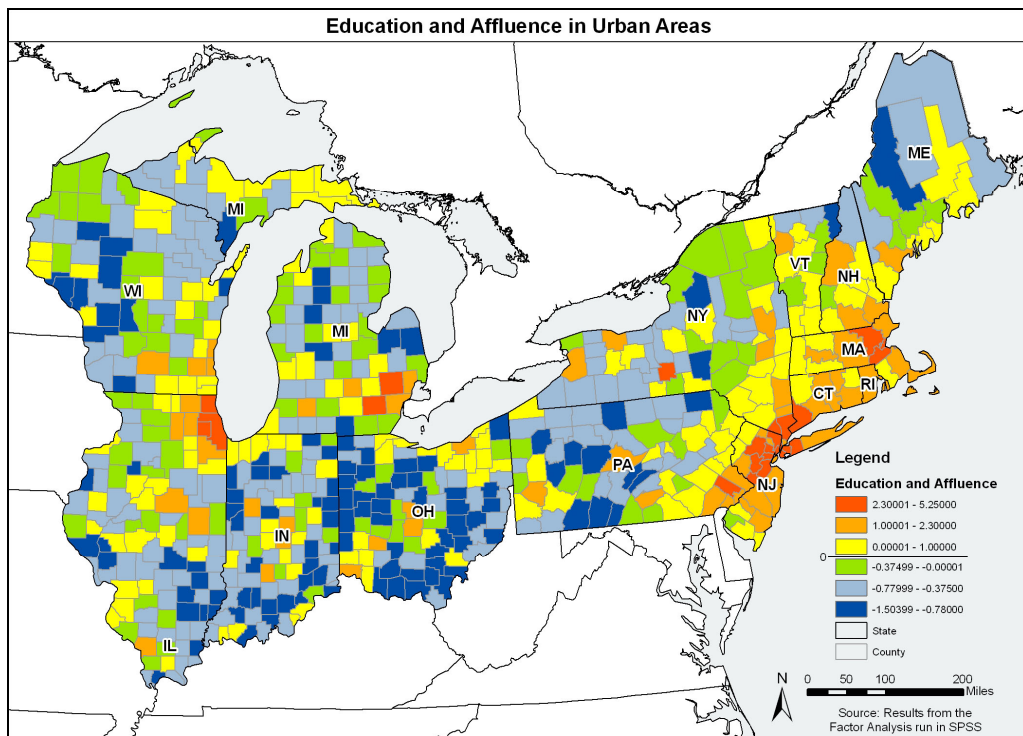 Education and Affluence in Urban Areas
ME
MI
VT
NH
WI
NY
MI
MA
CT
RI
PA
NJ
OH
IN
IL
Legend
Education and Affluence
2.30001 - 5.25000
1.00001 - 2.30000
0.00001 - 1.00000
0
-0.37499 - -0.00001
-0.77999 - -0.37500
-1.50399 - -0.78000
State
County
N
0 50 100 200
Miles
Source: Results from the
Factor Analysis run in SPSS